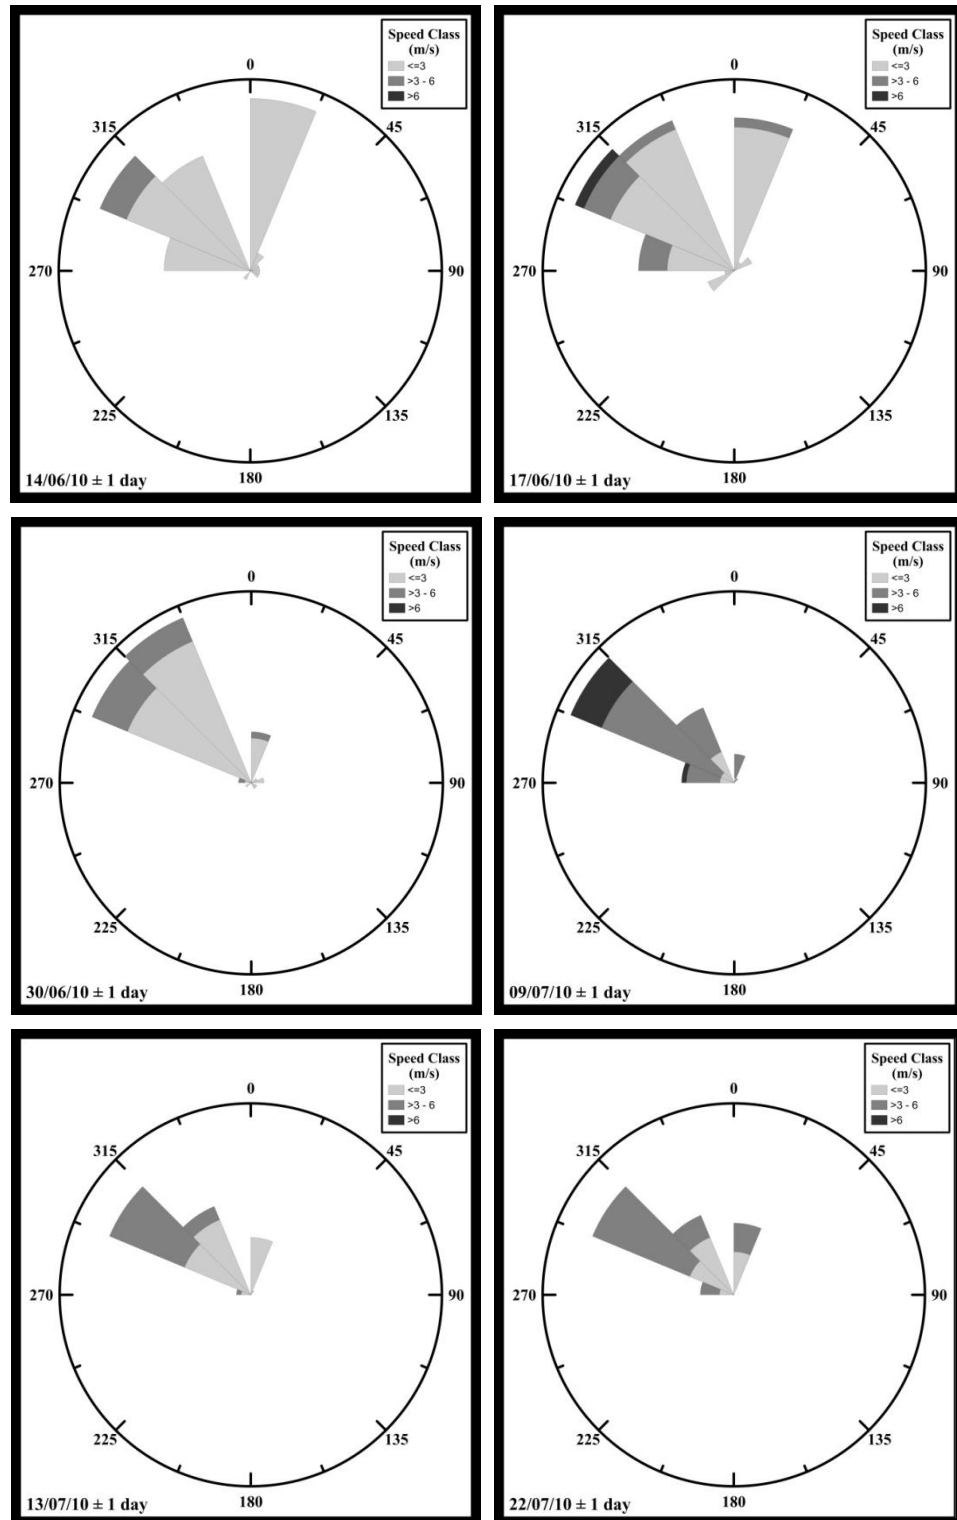 Speed Class
(m/s)
<=3
>3 - 6
>6
0
45
90
135
180
225
270
315
14/06/10 ± 1 day
Speed Class
(m/s)
<=3
>3 - 6
>6
0
45
90
135
180
225
270
315
17/06/10 ± 1 day
Speed Class
(m/s)
<=3
>3 - 6
>6
0
45
90
135
180
225
270
315
30/06/10 ± 1 day
Speed Class
(m/s)
<=3
>3 - 6
>6
0
45
90
135
180
225
270
315
09/07/10 ± 1 day
Speed Class
(m/s)
<=3
>3 - 6
>6
0
45
90
135
180
225
270
315
13/07/10 ± 1 day
Speed Class
(m/s)
<=3
>3 - 6
>6
0
45
90
135
180
225
270
315
22/07/10 ± 1 day